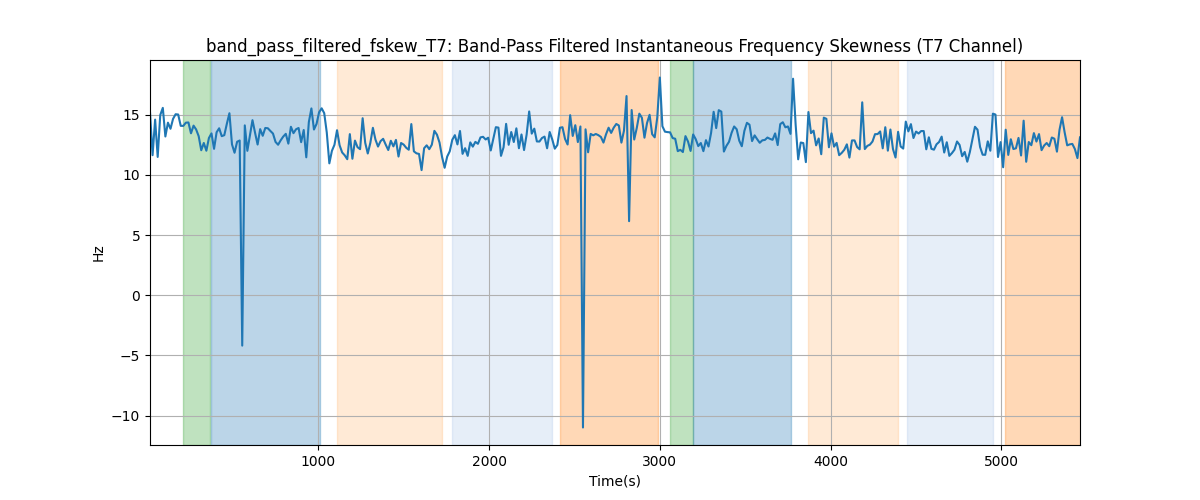 band_pass_filtered_fskew_T7: Band-Pass Filtered Instantaneous Frequency Skewness (T7 Channel)
15
10
5
0
−5
−10
Hz
1000 2000 3000 4000 5000
Time(s)